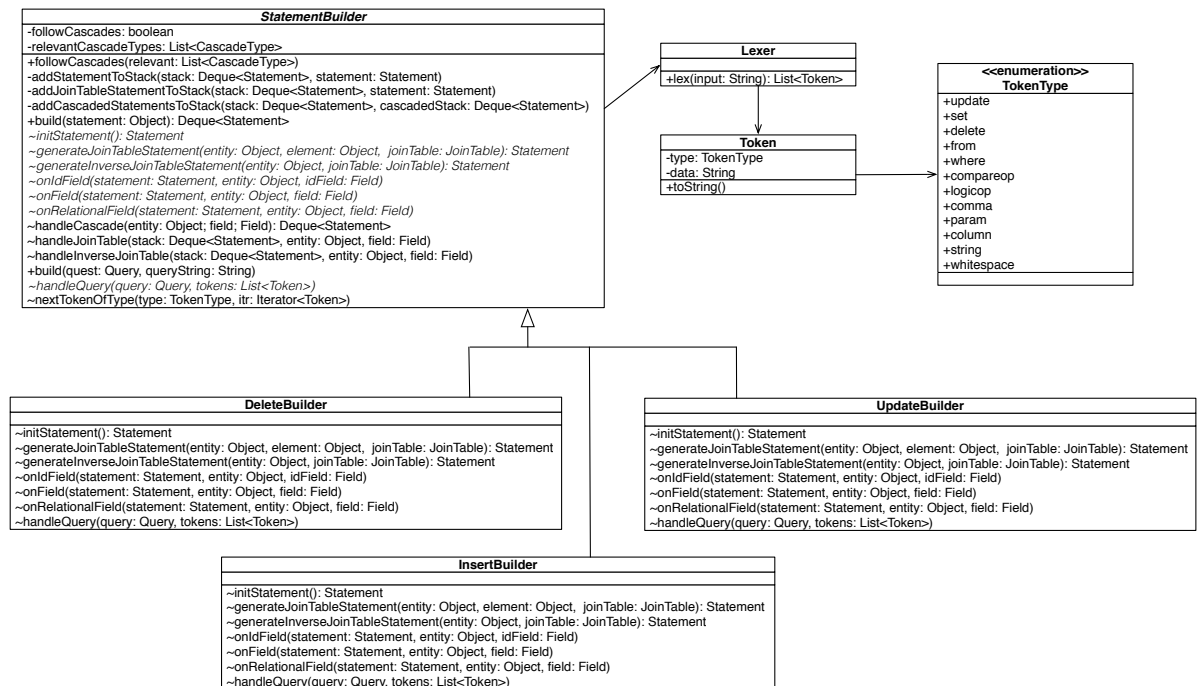 StatementBuilder
-followCascades: boolean
-relevantCascadeTypes: List<CascadeType>
+followCascades(relevant: List<CascadeType>)
-addStatementToStack(stack: Deque<Statement>, statement: Statement)
-addJoinTableStatementToStack(stack: Deque<Statement>, statement: Statement)
-addCascadedStatementsToStack(stack: Deque<Statement>, cascadedStack: Deque<Statement>)
+build(statement: Object): Deque<Statement>
~initStatement(): Statement
~generateJoinTableStatement(entity: Object, element: Object,  joinTable: JoinTable): Statement
~generateInverseJoinTableStatement(entity: Object, joinTable: JoinTable): Statement
~onIdField(statement: Statement, entity: Object, idField: Field)
~onField(statement: Statement, entity: Object, field: Field)
~onRelationalField(statement: Statement, entity: Object, field: Field)
~handleCascade(entity: Object; field; Field): Deque<Statement>
~handleJoinTable(stack: Deque<Statement>, entity: Object, field: Field)
~handleInverseJoinTable(stack: Deque<Statement>, entity: Object, field: Field)
+build(quest: Query, queryString: String)
~handleQuery(query: Query, tokens: List<Token>)
~nextTokenOfType(type: TokenType, itr: Iterator<Token>)
Lexer
+lex(input: String): List<Token>
Token
-type: TokenType
-data: String
+toString()
<<enumeration>>
TokenType
+update
+set
+delete
+from
+where
+compareop
+logicop
+comma
+param
+column
+string
+whitespace
DeleteBuilder
~initStatement(): Statement
~generateJoinTableStatement(entity: Object, element: Object,  joinTable: JoinTable): Statement
~generateInverseJoinTableStatement(entity: Object, joinTable: JoinTable): Statement
~onIdField(statement: Statement, entity: Object, idField: Field)
~onField(statement: Statement, entity: Object, field: Field)
~onRelationalField(statement: Statement, entity: Object, field: Field)
~handleQuery(query: Query, tokens: List<Token>)
UpdateBuilder
~initStatement(): Statement
~generateJoinTableStatement(entity: Object, element: Object,  joinTable: JoinTable): Statement
~generateInverseJoinTableStatement(entity: Object, joinTable: JoinTable): Statement
~onIdField(statement: Statement, entity: Object, idField: Field)
~onField(statement: Statement, entity: Object, field: Field)
~onRelationalField(statement: Statement, entity: Object, field: Field)
~handleQuery(query: Query, tokens: List<Token>)
InsertBuilder
~initStatement(): Statement
~generateJoinTableStatement(entity: Object, element: Object,  joinTable: JoinTable): Statement
~generateInverseJoinTableStatement(entity: Object, joinTable: JoinTable): Statement
~onIdField(statement: Statement, entity: Object, idField: Field)
~onField(statement: Statement, entity: Object, field: Field)
~onRelationalField(statement: Statement, entity: Object, field: Field)
~handleQuery(query: Query, tokens: List<Token>)